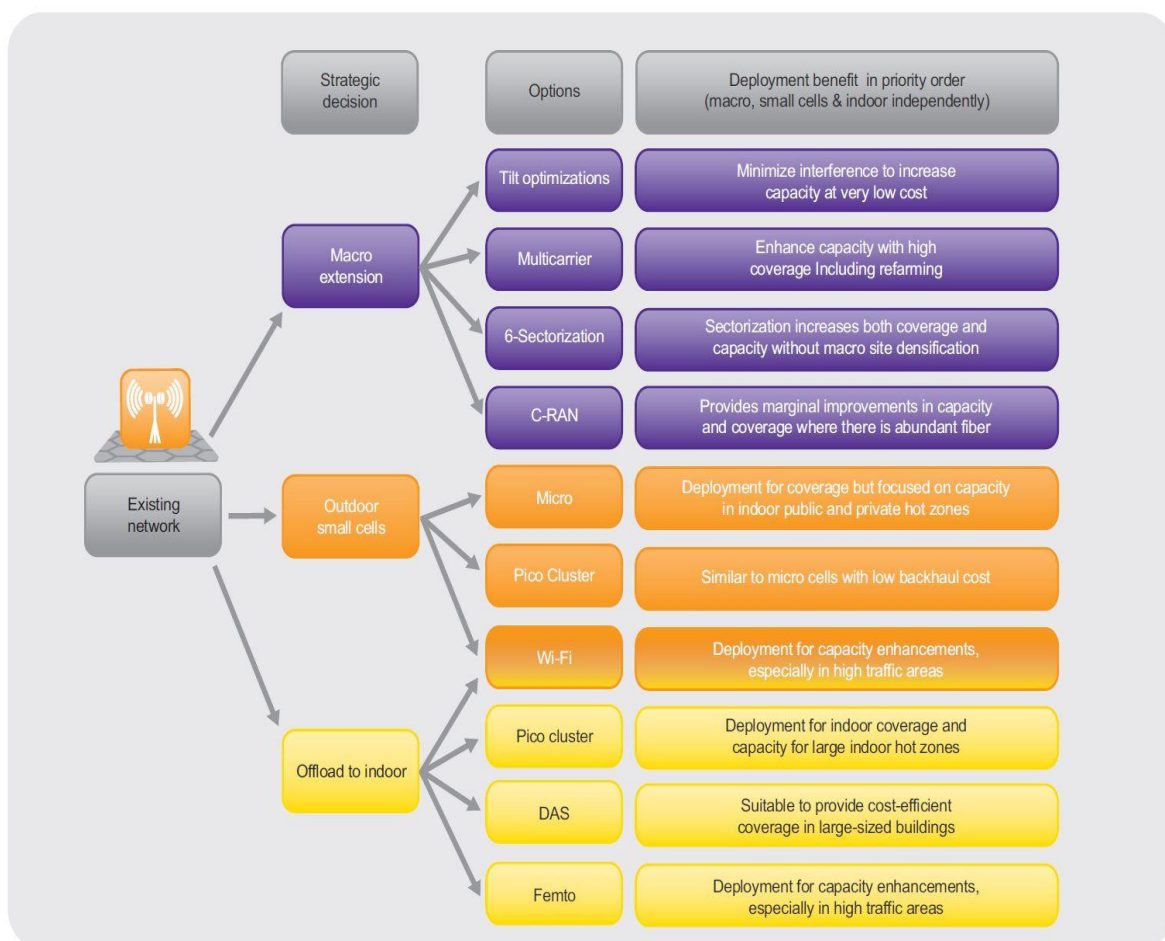 Strategic
decision
Options
Deployment benefit in priority order
(macro, small cells & indoor independently)
Tilt optimizations
Minimize interference to increase
capacity at very low cost
Macro
extension
Multicarrier
Enhance capacity with high
coverage Including refarming
6-Sectorization
Sectorization increases both coverage and
capacity without macro site densification
C-RAN
Provides marginal improvements in capacity
and coverage where there is abundant fiber
Existing
network
Outdoor
small cells
Micro
Deployment for coverage but focused on capacity
in indoor public and private hot zones
Pico Cluster
Similar to micro cells with low backhaul cost
Wi-Fi
Deployment for capacity enhancements,
especially in high traffic areas
Offload to indoor
Pico cluster
Deployment for indoor coverage and
capacity for large indoor hot zones
DAS
Suitable to provide cost-efficient
coverage in large-sized buildings
Femto
Deployment for capacity enhancements,
especially in high traffic areas